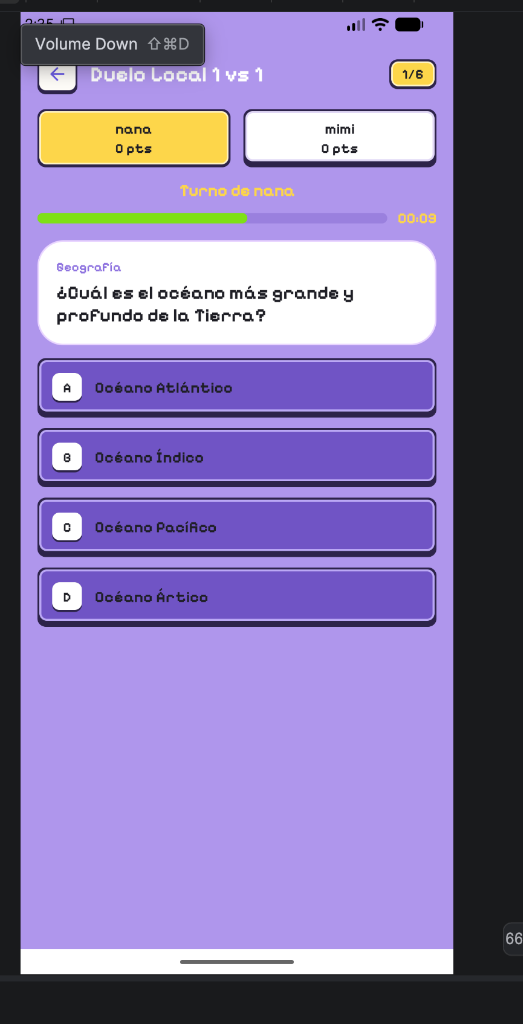 Volume Down ⇧⌘D
Duelo Local 1 vs 1
1/6
nana
0 pts
mimi
0 pts
Turno de nana
00:09
Geografía
¿Cuál es el océano más grande y
profundo de la Tierra?
A Océano Atlántico
B Océano Índico
C Océano Pacífico
D Océano Ártico
66